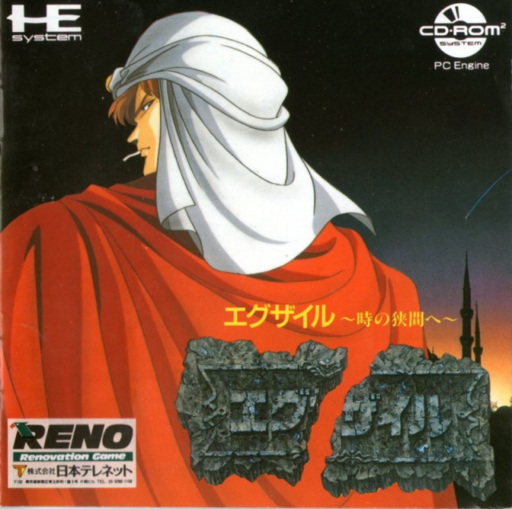 HE
system
CD-ROM²
SYSTEM
PC Engine
エグザイル ～時の狭間へ～
エグザイル
RENO
Renovation Game
株式会社 日本テレネット